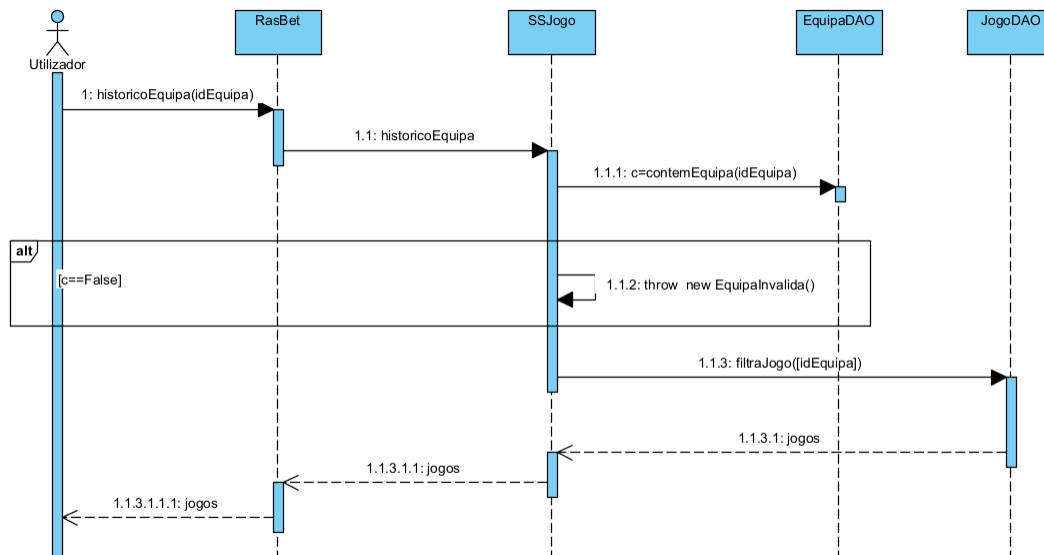 RasBet
SSJogo
EquipaDAO
JogoDAO
Utilizador
1: historicoEquipa(idEquipa)
1.1: historicoEquipa
1.1.1: c=contemEquipa(idEquipa)
alt
[c==False]
1.1.2: throw  new EquipaInvalida()
1.1.3: filtraJogo([idEquipa])
1.1.3.1: jogos
1.1.3.1.1: jogos
1.1.3.1.1.1: jogos